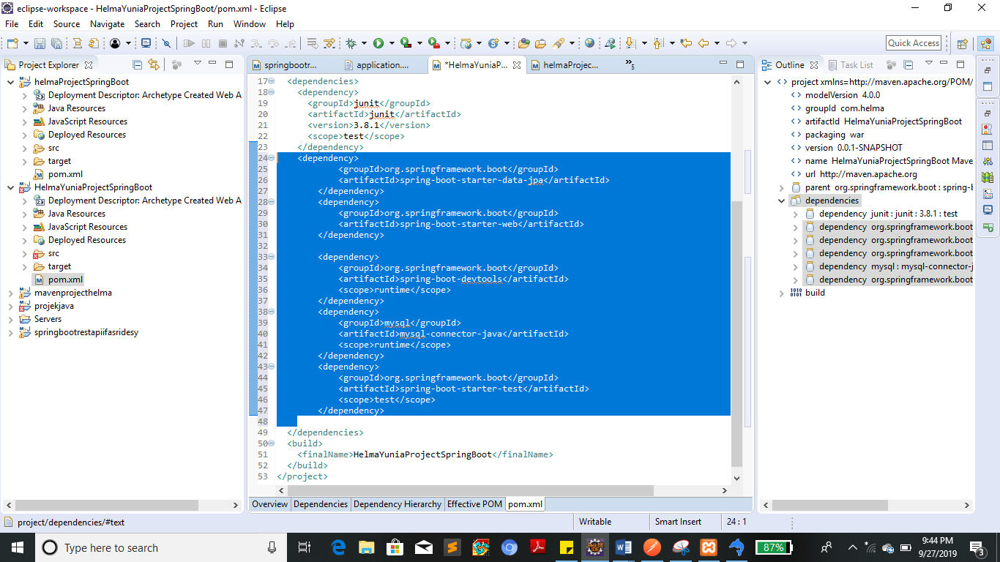 eclipse-workspace - HelmaYuniaProjectSpringBoot/pom.xml - Eclipse
File Edit Source Navigate Search Project Run Window Help
Quick Access
Project Explorer
helmaProjectSpringBoot
Deployment Descriptor: Archetype Created Web A
Java Resources
JavaScript Resources
Deployed Resources
src
target
pom.xml
HelmaYuniaProjectSpringBoot
Deployment Descriptor: Archetype Created Web A
Java Resources
JavaScript Resources
Deployed Resources
src
target
pom.xml
mavenprojecthelma
projekjava
Servers
springbootrestapiifasridesy
springbootr... application.... *HelmaYuniaP... helmaProjec... »5
17 <dependencies>
18 <dependency>
19 <groupId>junit</groupId>
20 <artifactId>junit</artifactId>
21 <version>3.8.1</version>
22 <scope>test</scope>
23 </dependency>
24 <dependency>
25 <groupId>org.springframework.boot</groupId>
26 <artifactId>spring-boot-starter-data-jpa</artifactId>
27 </dependency>
28 <dependency>
29 <groupId>org.springframework.boot</groupId>
30 <artifactId>spring-boot-starter-web</artifactId>
31 </dependency>
32
33 <dependency>
34 <groupId>org.springframework.boot</groupId>
35 <artifactId>spring-boot-devtools</artifactId>
36 <scope>runtime</scope>
37 </dependency>
38 <dependency>
39 <groupId>mysql</groupId>
40 <artifactId>mysql-connector-java</artifactId>
41 <scope>runtime</scope>
42 </dependency>
43 <dependency>
44 <groupId>org.springframework.boot</groupId>
45 <artifactId>spring-boot-starter-test</artifactId>
46 <scope>test</scope>
47 </dependency>
48
49 </dependencies>
50 <build>
51 <finalName>HelmaYuniaProjectSpringBoot</finalName>
52 </build>
53 </project>
Overview Dependencies Dependency Hierarchy Effective POM pom.xml
Outline Task List
project xmlns=http://maven.apache.org/POM/
modelVersion 4.0.0
groupId com.helma
artifactId HelmaYuniaProjectSpringBoot
packaging war
version 0.0.1-SNAPSHOT
name HelmaYuniaProjectSpringBoot Mave
url http://maven.apache.org
parent org.springframework.boot : spring-b
dependencies
dependency junit : junit : 3.8.1 : test
dependency org.springframework.boot
dependency org.springframework.boot
dependency org.springframework.boot
dependency mysql : mysql-connector-j
dependency org.springframework.boot
build
project/dependencies/#text Writable Smart Insert 24 : 1
Type here to search
87%
9:44 PM
9/27/2019
3